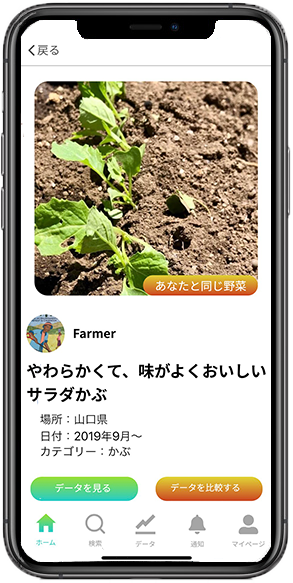 戻る
あなたと同じ野菜
Farmer
やわらかくて、味がよくおいしい
サラダかぶ
場所：山口県
日付：2019年9月〜
カテゴリー：かぶ
データを見る データを比較する
ホーム 検索 データ 通知 マイページ